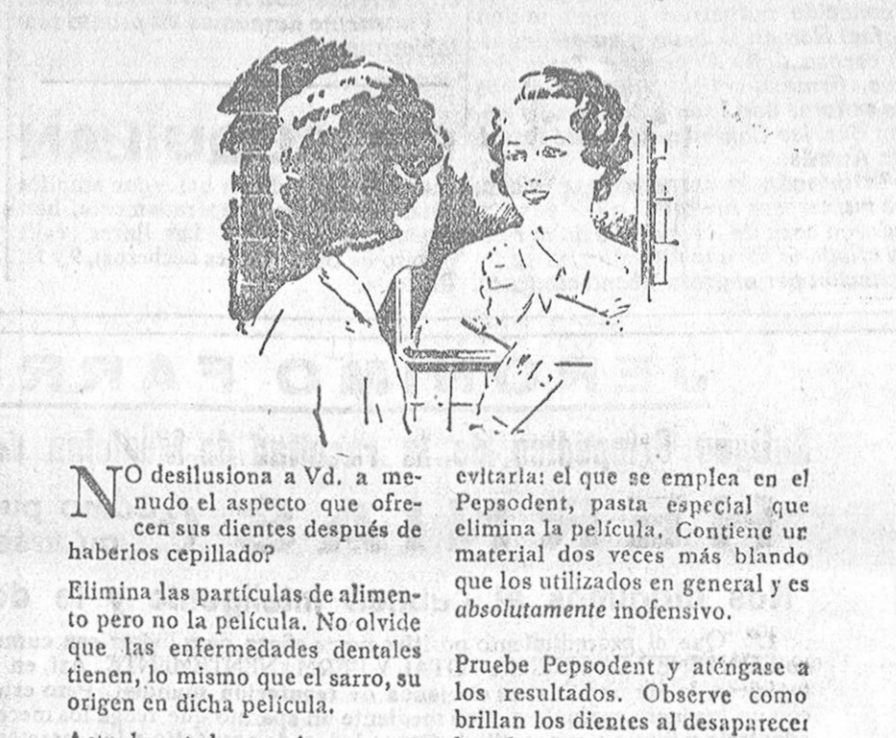 NO desilusiona a Vd. a me-
nudo el aspecto que ofre-
cen sus dientes después de
haberlos cepillado?
Elimina las partículas de alimen-
to pero no la película. No olvide
que las enfermedades dentales
tienen, lo mismo que el sarro, su
origen en dicha película.
evitarla: el que se emplea en el
Pepsodent, pasta especial que
elimina la película. Contiene un
material dos veces más blando
que los utilizados en general y es
absolutamente inofensivo.
Pruebe Pepsodent y aténgase a
los resultados. Observe como
brillan los dientes al desaparecer